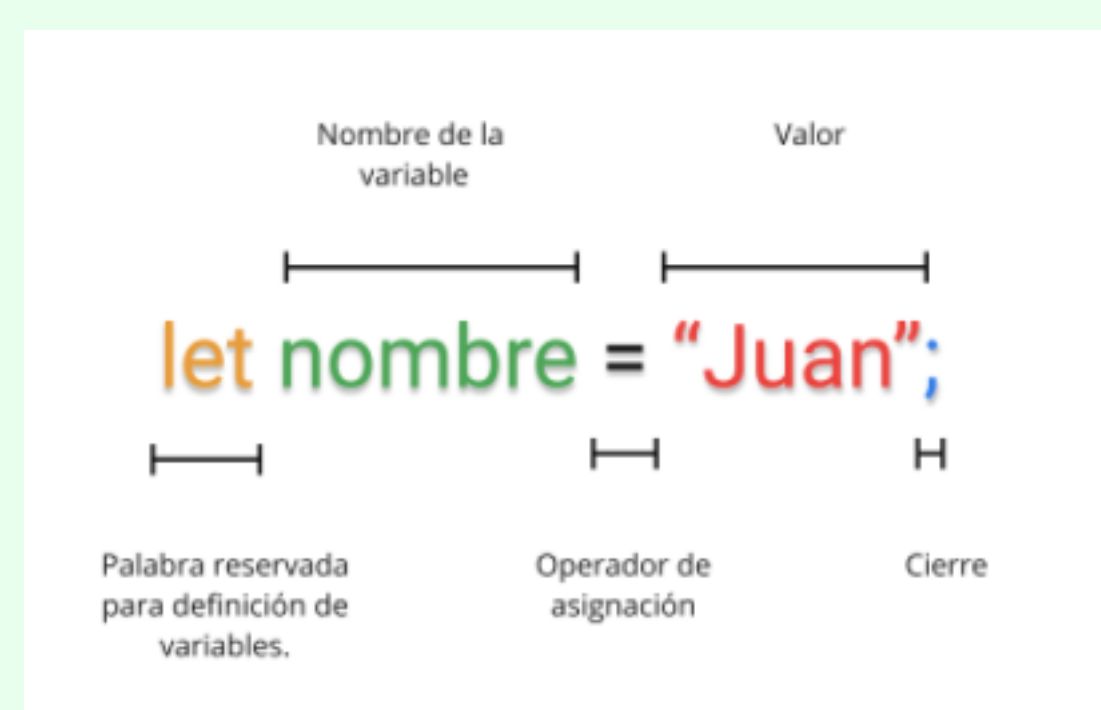 Nombre de la
variable
Valor
let nombre = “Juan”;
Palabra reservada
para definición de
variables.
Operador de
asignación
Cierre